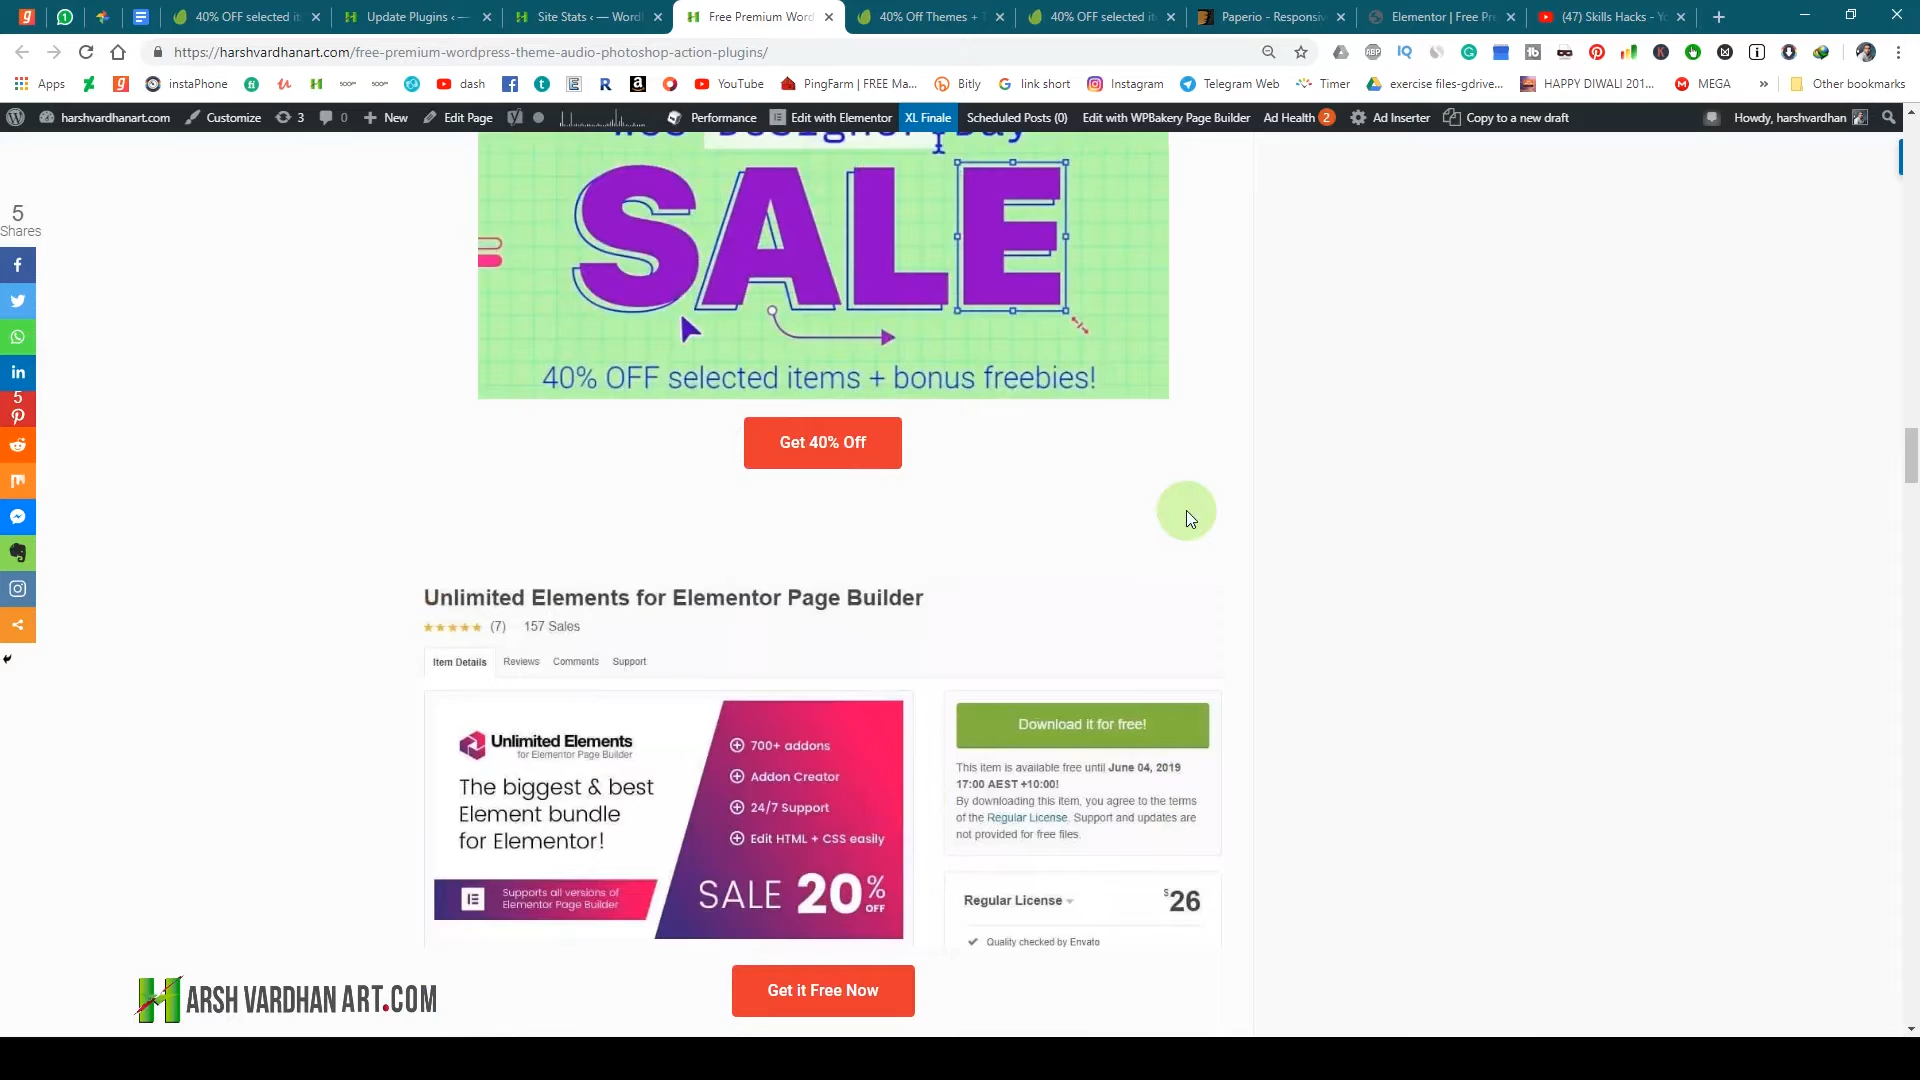 40% OFF selected it
Update Plugins ‹ —
Site Stats ‹ — Word
Free Premium Word
40% Off Themes + T
40% OFF selected it
Paperio - Responsiv
Elementor | Free Pr
(47) Skills Hacks - Yo
https://harshvardhanart.com/free-premium-wordpress-theme-audio-photoshop-action-plugins/
Apps
instaPhone
dash
YouTube
PingFarm | FREE Ma...
Bitly
link short
Instagram
Telegram Web
Timer
exercise files-gdrive...
HAPPY DIWALI 201...
MEGA
»
Other bookmarks
harshvardhanart.com
Customize
3
0
New
Edit Page
Performance
Edit with Elementor
XL Finale
Scheduled Posts (0)
Edit with WPBakery Page Builder
Ad Health 2
Ad Inserter
Copy to a new draft
Howdy, harshvardhan
5
Shares
5
SALE
40% OFF selected items + bonus freebies!
Get 40% Off
Unlimited Elements for Elementor Page Builder
(7) 157 Sales
Item Details Reviews Comments Support
Unlimited Elements
for Elementor Page Builder
The biggest & best
Element bundle
for Elementor!
Supports all versions of
Elementor Page Builder
700+ addons
Addon Creator
24/7 Support
Edit HTML + CSS easily
SALE 20% OFF
Download it for free!
This item is available free until June 04, 2019
17:00 AEST +10:00!
By downloading this item, you agree to the terms
of the Regular License. Support and updates are
not provided for free files.
Regular License $26
Quality checked by Envato
Get it Free Now
HARSH VARDHAN ART.COM